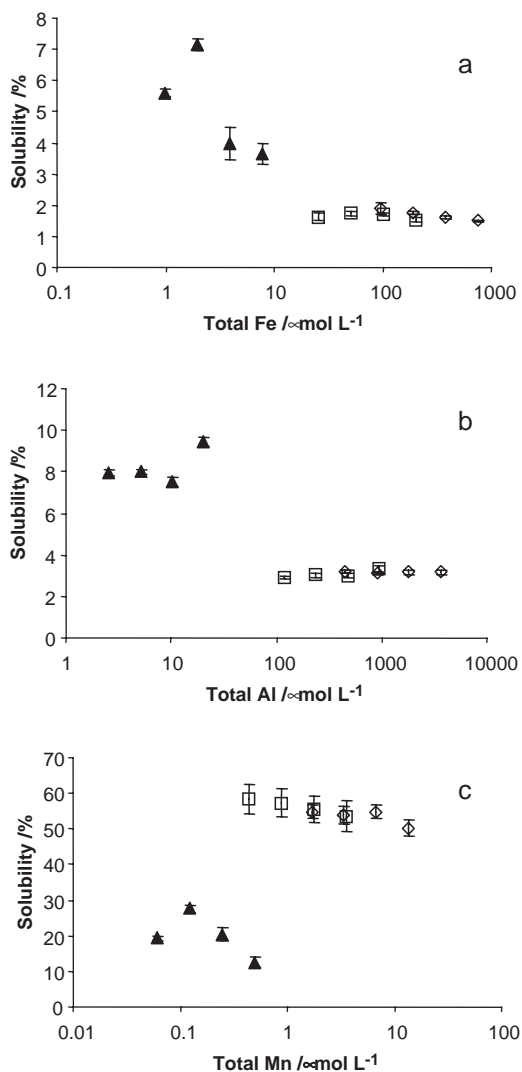 8
7
6
5
4
3
2
1
0
Solubility /%
a
0.1 1 10 100 1000
Total Fe /∝mol L-1
12
10
8
6
4
2
0
Solubility /%
b
1 10 100 1000 10000
Total Al /∝mol L-1
70
60
50
40
30
20
10
0
Solubility /%
c
0.01 0.1 1 10 100
Total Mn /∝mol L-1